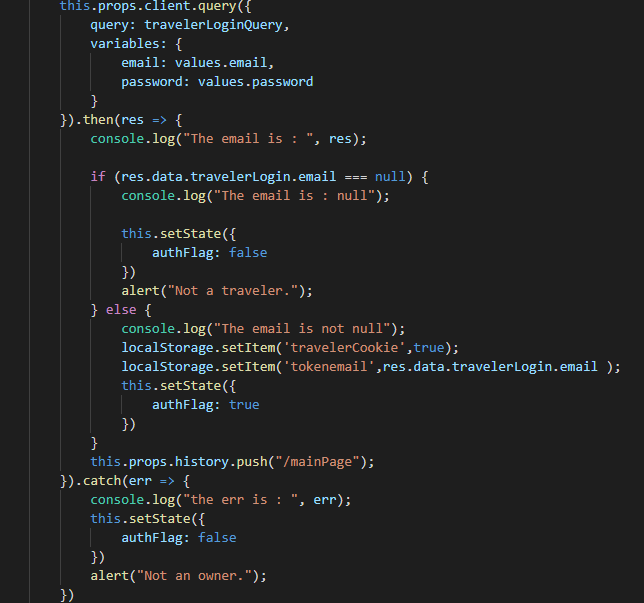 this.props.client.query({
query: travelerLoginQuery,
variables: {
email: values.email,
password: values.password
}
}).then(res => {
console.log("The email is : ", res);
if (res.data.travelerLogin.email === null) {
console.log("The email is : null");
this.setState({
authFlag: false
})
alert("Not a traveler.");
} else {
console.log("The email is not null");
localStorage.setItem('travelerCookie',true);
localStorage.setItem('tokenemail',res.data.travelerLogin.email );
this.setState({
authFlag: true
})
}
this.props.history.push("/mainPage");
}).catch(err => {
console.log("the err is : ", err);
this.setState({
authFlag: false
})
alert("Not an owner.");
})